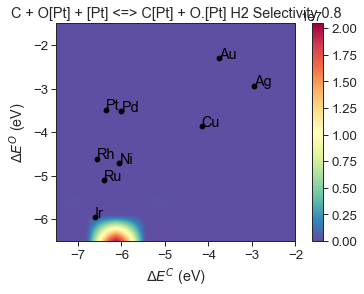 C + O[Pt] + [Pt] <=> C[Pt] + O.[Pt] H2 Selectivity 0.8
1e7
−2
−3
−4
−5
−6
ΔE^O (eV)
Au
Ag
Cu
Pt
Pd
Rh
Ni
Ru
Ir
−7
−6
−5
−4
−3
−2
ΔE^C (eV)
2.00
1.75
1.50
1.25
1.00
0.75
0.50
0.25
0.00